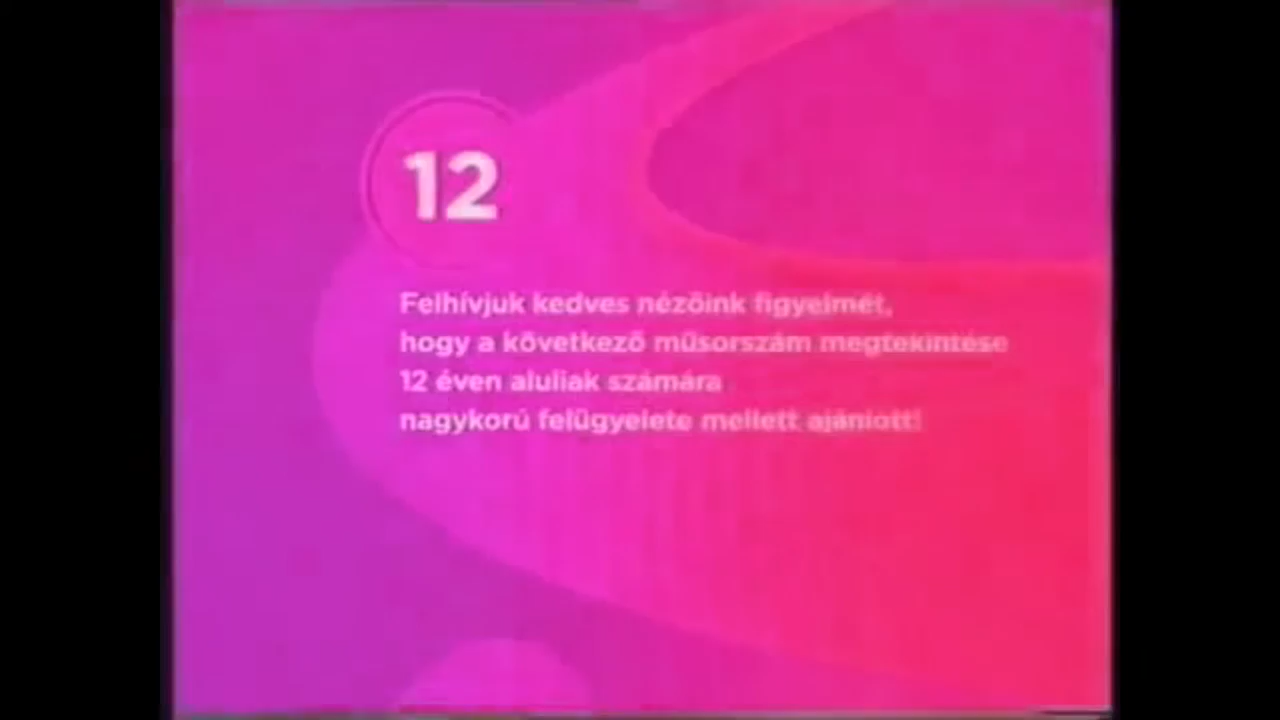 12
Felhívjuk kedves nézőink figyelmét,
hogy a következő műsorszám megtekintése
12 éven aluliak számára
nagykorú felügyelete mellett ajánlott!